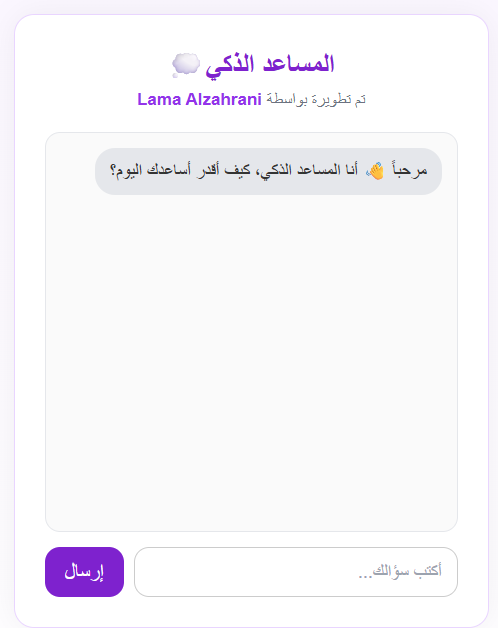 المساعد الذكي 💭
تم تطويرة بواسطة Lama Alzahrani
مرحباً 👋 أنا المساعد الذكي، كيف أقدر أساعدك اليوم؟
أكتب سؤالك...
إرسال